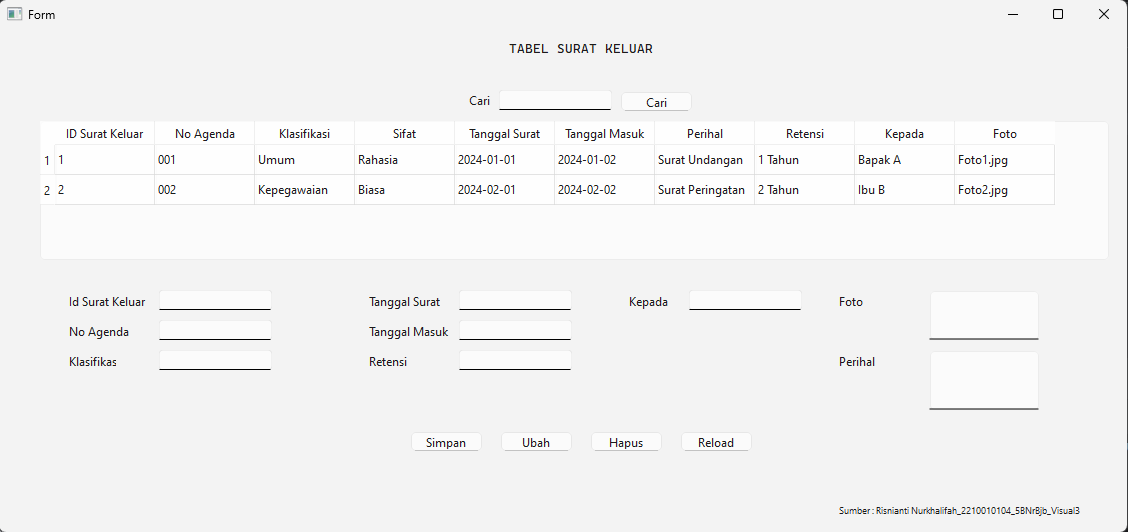 Form
TABEL SURAT KELUAR
Cari Cari
ID Surat Keluar No Agenda Klasifikasi Sifat Tanggal Surat Tanggal Masuk Perihal Retensi Kepada Foto
1 1 001 Umum Rahasia 2024-01-01 2024-01-02 Surat Undangan 1 Tahun Bapak A Foto1.jpg
2 2 002 Kepegawaian Biasa 2024-02-01 2024-02-02 Surat Peringatan 2 Tahun Ibu B Foto2.jpg
Id Surat Keluar Tanggal Surat Kepada Foto
No Agenda Tanggal Masuk
Klasifikas Retensi Perihal
Simpan Ubah Hapus Reload
Sumber : Risnianti Nurkhalifah_2210010104_5BNrBjb_Visual3